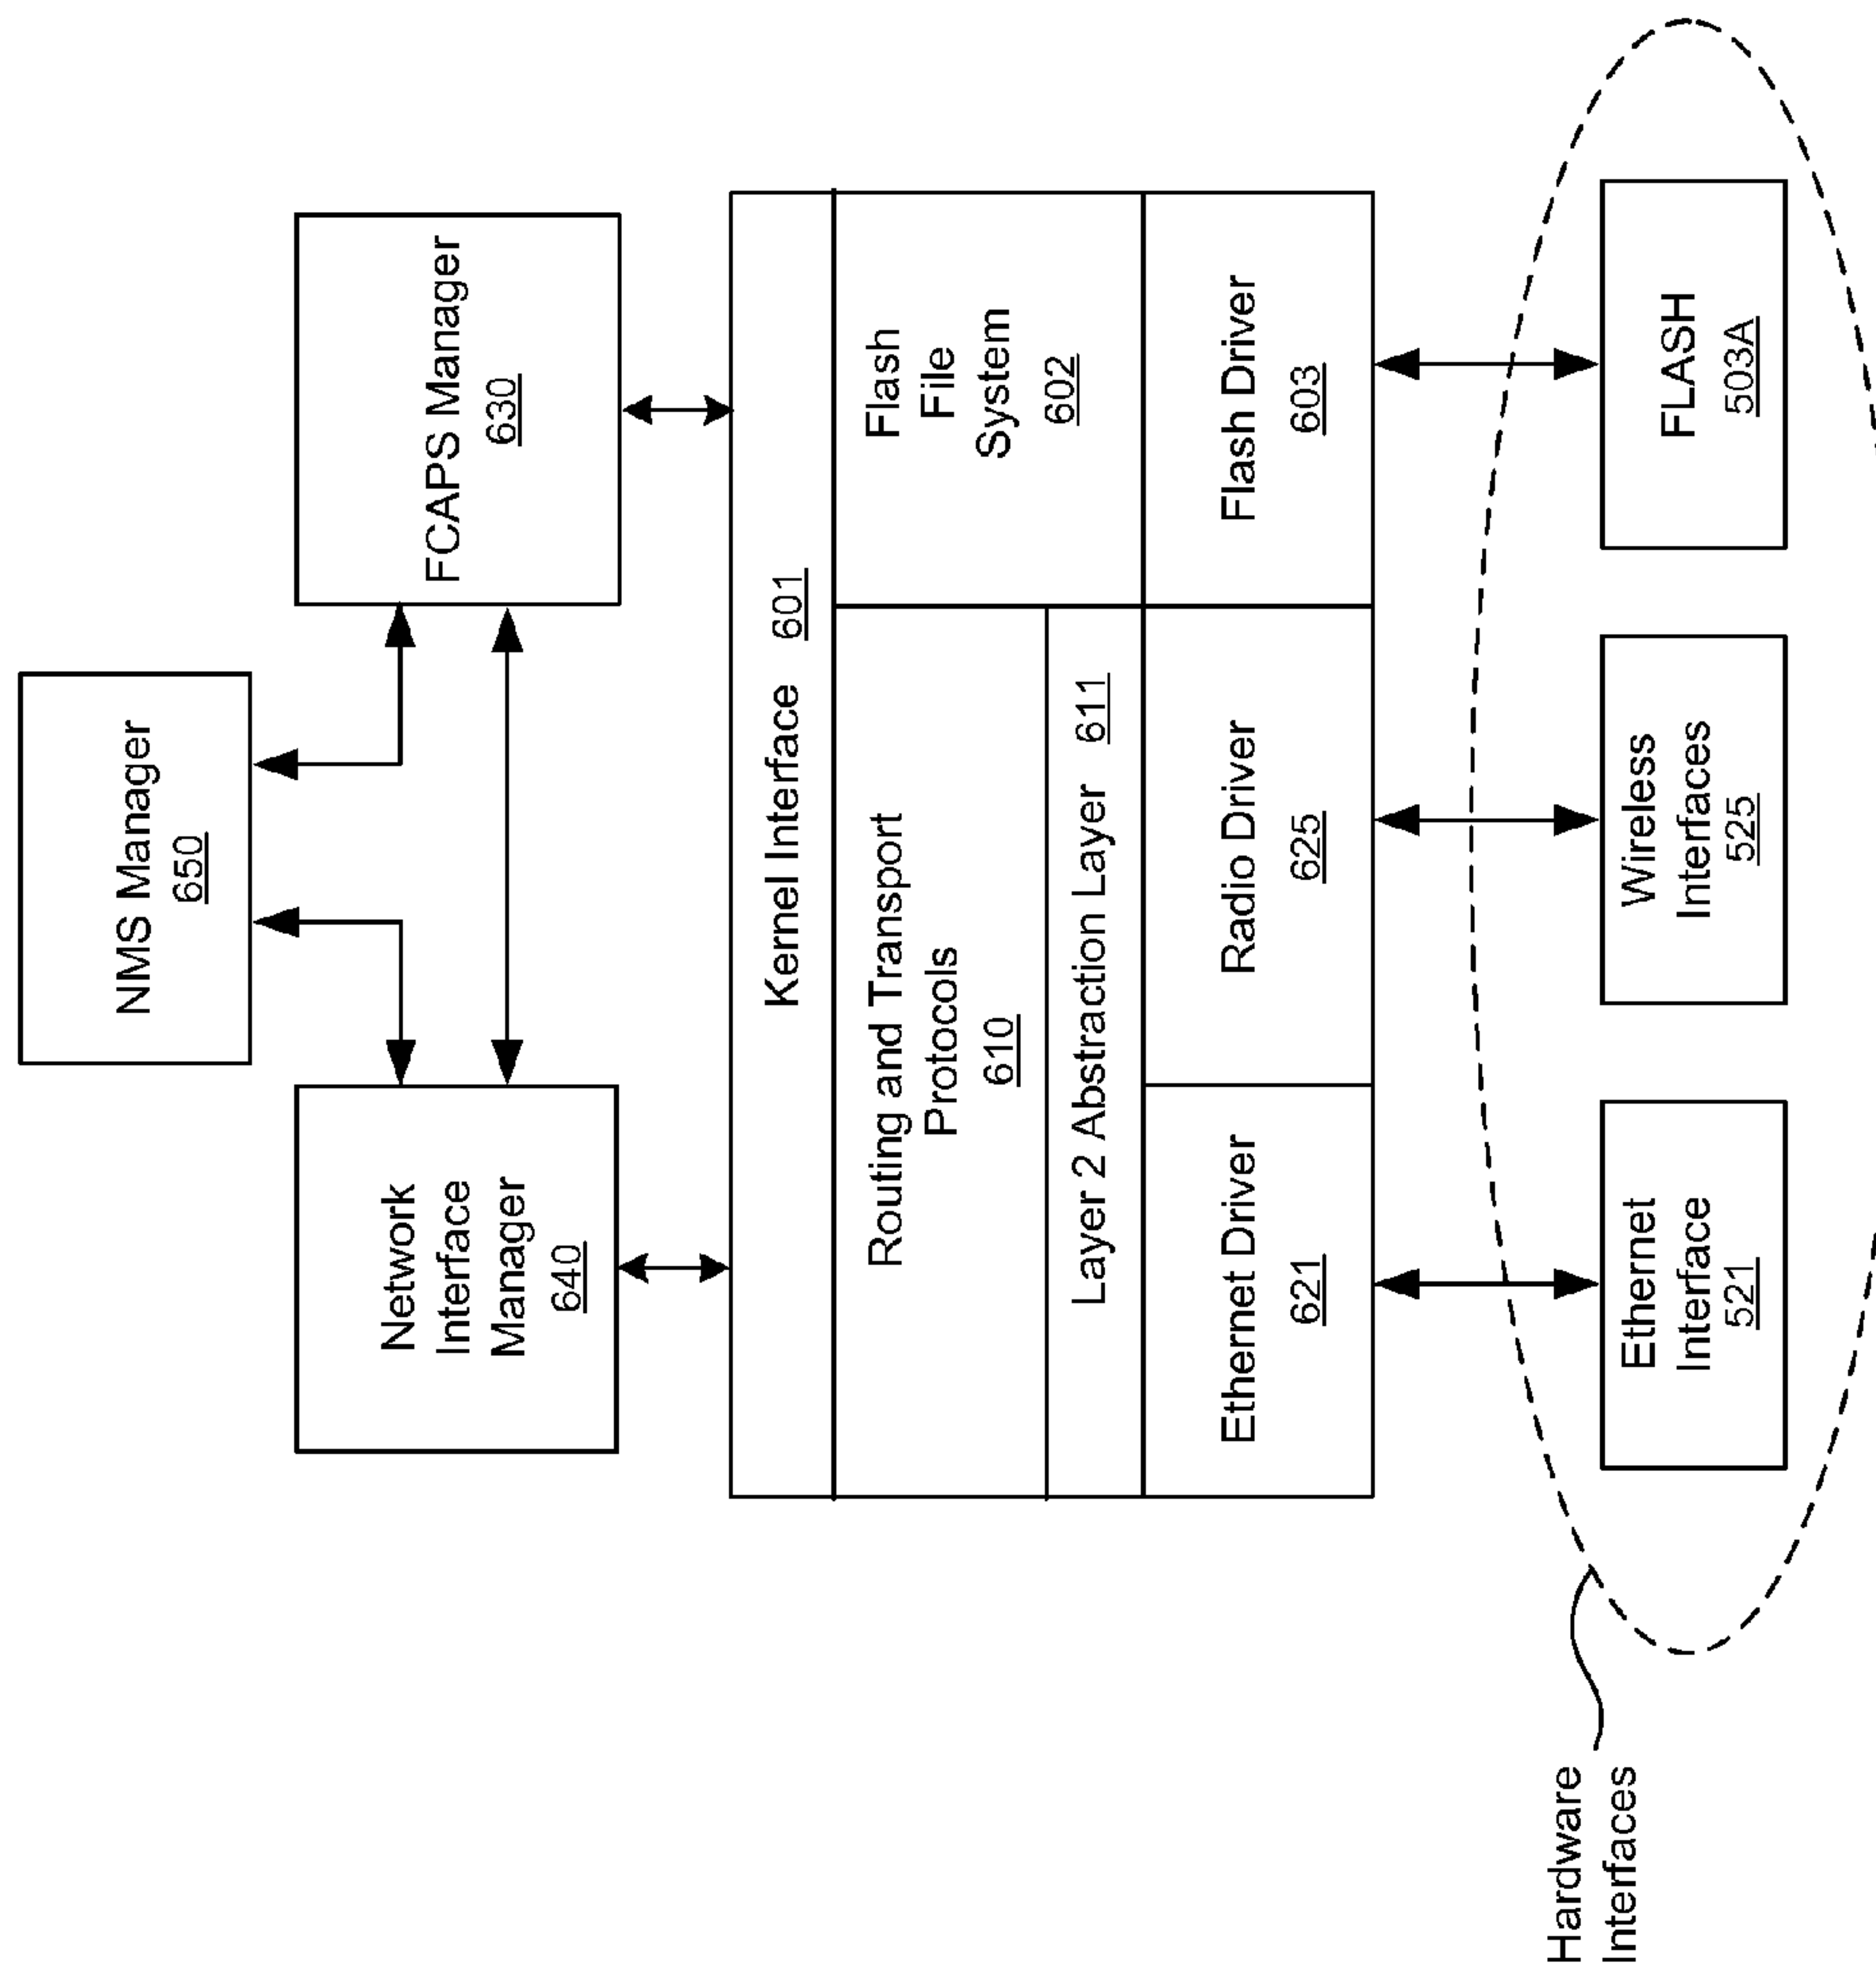 NMS Manager
650
Network
Interface
Manager
640
FCAPS Manager
630
Kernel Interface 601
Routing and Transport
Protocols
610
Layer 2 Abstraction Layer 611
Flash
File
System
602
Ethernet Driver
621
Radio Driver
625
Flash Driver
603
Hardware
Interfaces
Ethernet
Interface
521
Wireless
Interfaces
525
FLASH
503A